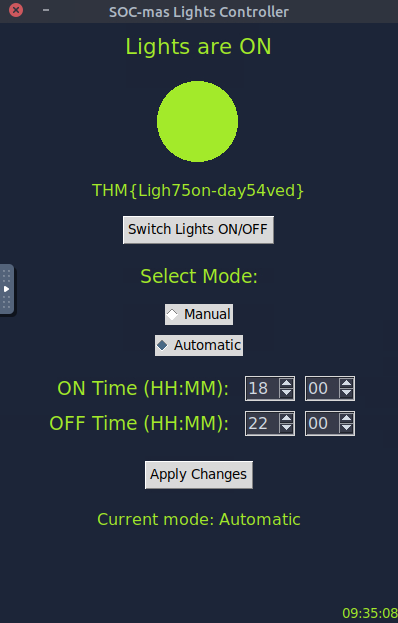 SOC-mas Lights Controller
Lights are ON
THM{Ligh75on-day54ved}
Switch Lights ON/OFF
Select Mode:
Manual
Automatic
ON Time (HH:MM): 18 00
OFF Time (HH:MM): 22 00
Apply Changes
Current mode: Automatic
09:35:08